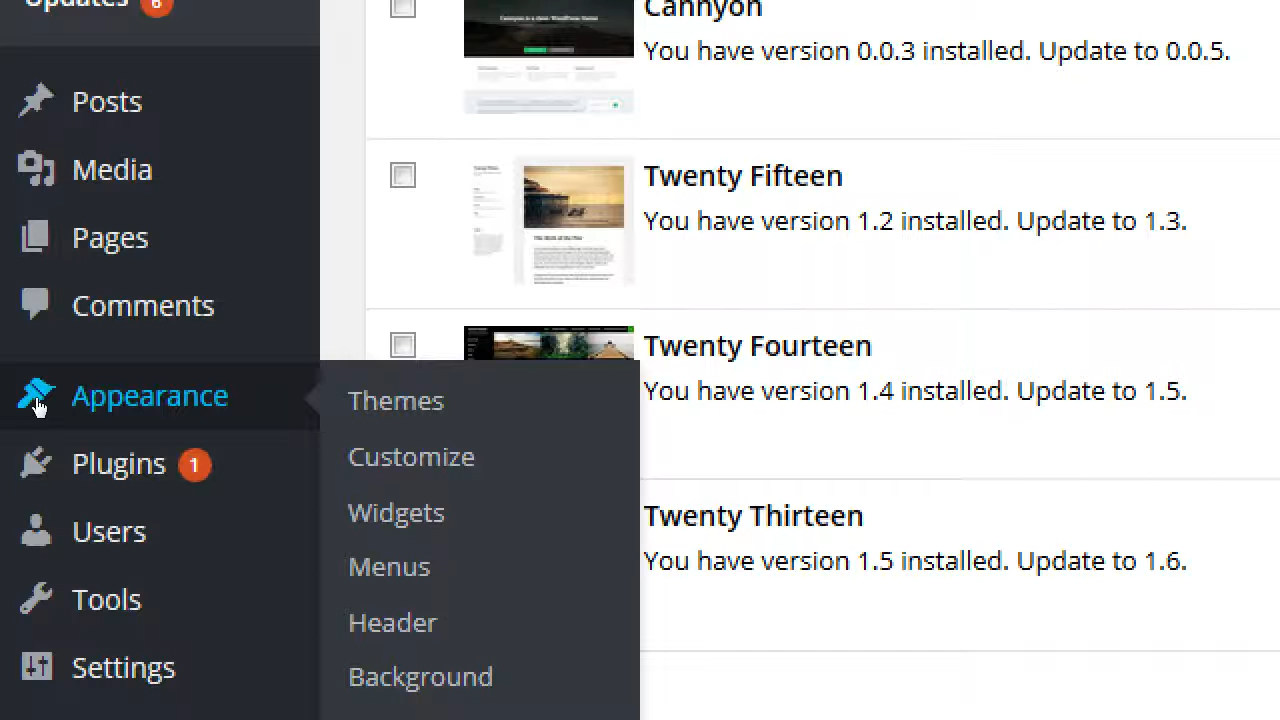 Updates 6
Posts
Media
Pages
Comments
Appearance
Plugins 1
Users
Tools
Settings
Themes
Customize
Widgets
Menus
Header
Background
Cannyon
You have version 0.0.3 installed. Update to 0.0.5.
Twenty Fifteen
You have version 1.2 installed. Update to 1.3.
Twenty Fourteen
You have version 1.4 installed. Update to 1.5.
Twenty Thirteen
You have version 1.5 installed. Update to 1.6.